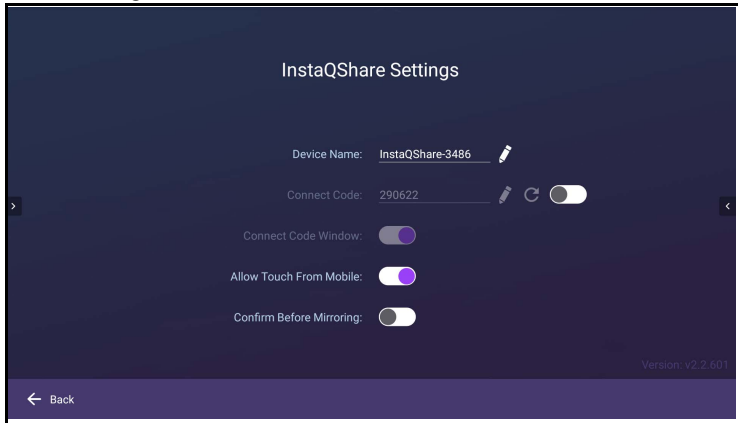 InstaQShare Settings
Device Name: InstaQShare-3486
Connect Code: 290622
Connect Code Window:
Allow Touch From Mobile:
Confirm Before Mirroring:
Version: v2.2.601
Back